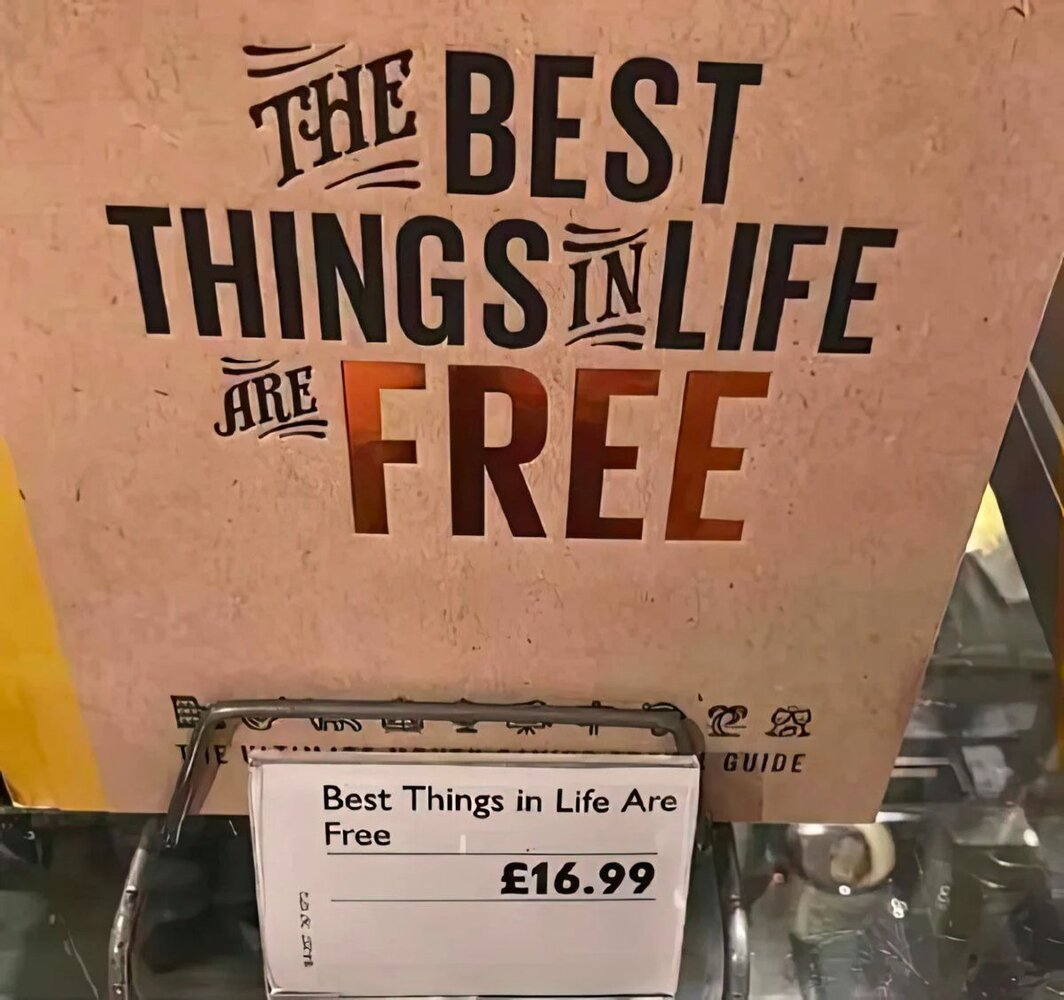 THE BEST
THINGS IN LIFE
ARE FREE
GUIDE
Best Things in Life Are
Free
£16.99